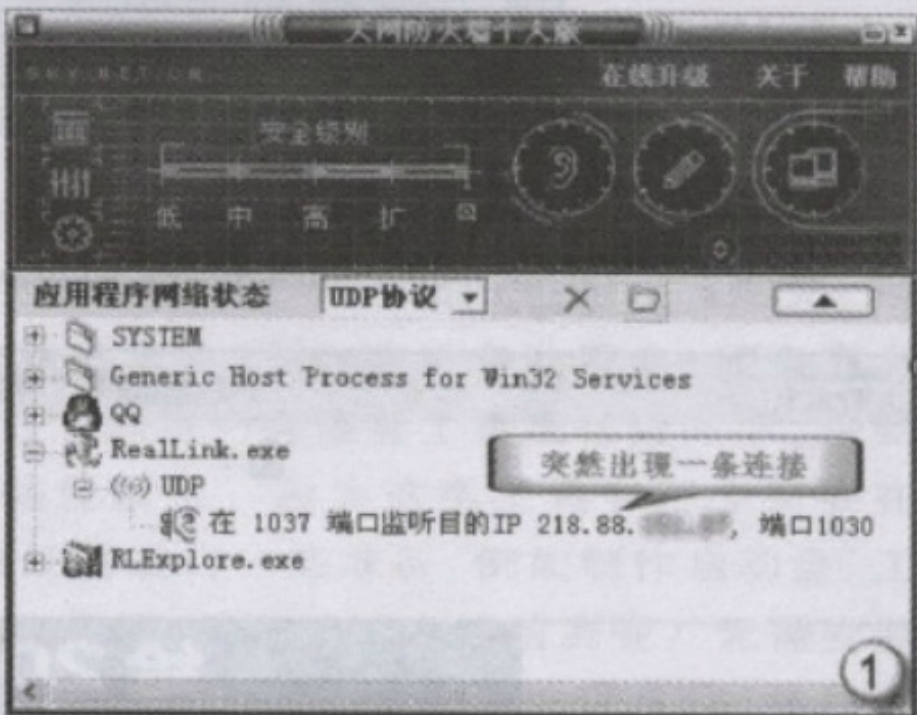 天网防火墙个人版
SKY NET.CN
在线升级 关于 帮助
安全级别
低 中 高 扩
应用程序网络状态 UDP协议
SYSTEM
Generic Host Process for Win32 Services
QQ
RealLink.exe
突然出现一条连接
UDP
在 1037 端口监听目的IP 218.88. , 端口1030
RLExplore.exe
1